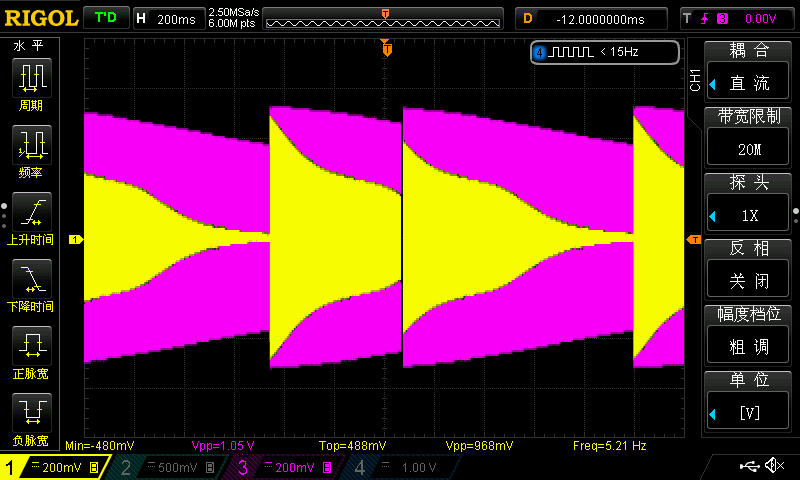 RIGOL T'D H 200ms 2.50MSa/s 6.00M pts T D -12.0000000ms T 3 0.00V
水平
周期
频率
上升时间
下降时间
正脉宽
负脉宽
T
4 < 15Hz
1
T
CH1
耦合
直流
带宽限制
20M
探头
1X
反相
关闭
幅度档位
粗调
单位
[V]
Min=-480mV Vpp=1.05 V Top=488mV Vpp=968mV Freq=5.21 Hz
1 200mV B 2 500mV B 3 200mV B 4 1.00 V